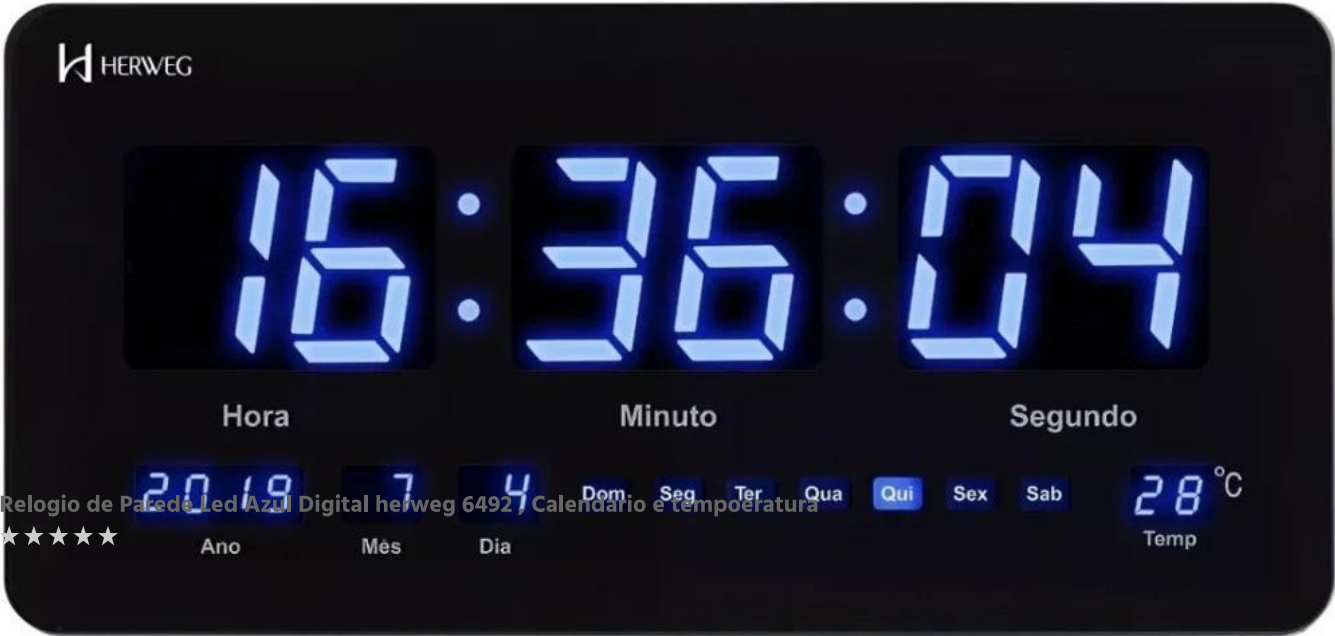 HERWEG
16:36:04
Hora Minuto Segundo
2019 7 4 Dom Seg Ter Qua Qui Sex Sab 28 °C
Relogio de Parede Led Azul Digital herweg 6492 , Calendario e tempoeratura
★★★★★
Ano Mês Dia Temp